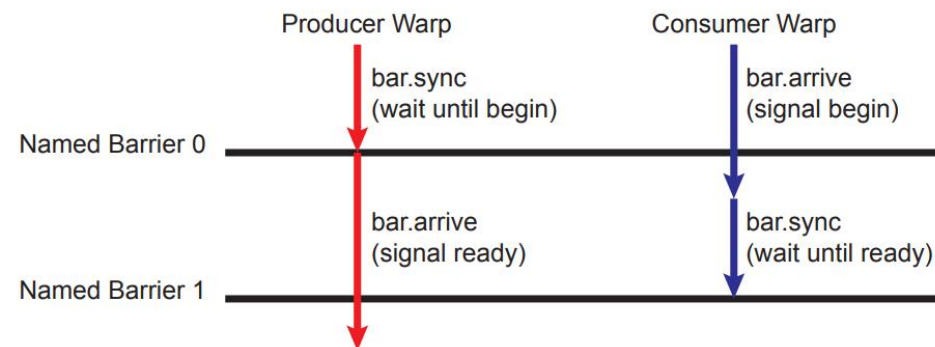 Producer Warp
Consumer Warp
bar.sync
(wait until begin)
bar.arrive
(signal begin)
Named Barrier 0
bar.arrive
(signal ready)
bar.sync
(wait until ready)
Named Barrier 1